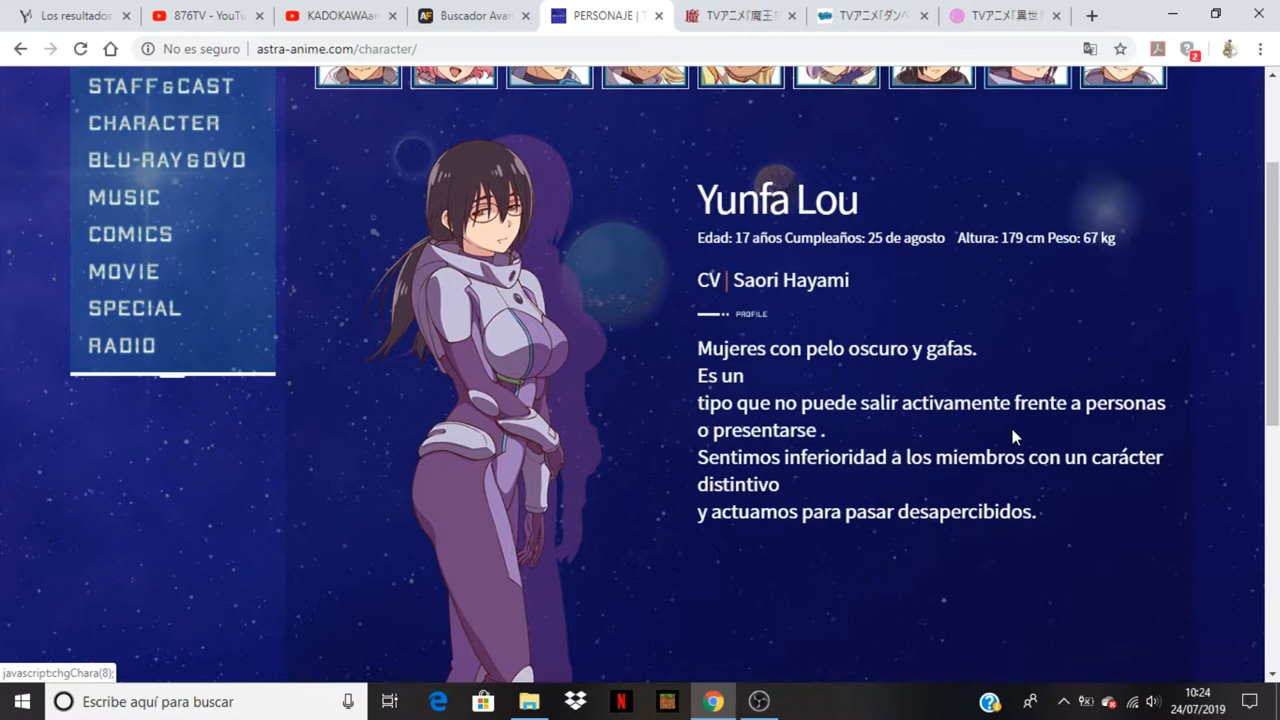 Los resultados
876TV - YouTu
KADOKAWAan
Buscador Avan
PERSONAJE | T
TVアニメ『魔王
TVアニメ「ダンベ
TVアニメ『異世
No es seguro
astra-anime.com/character/
2
STAFF & CAST
CHARACTER
BLU-RAY & DVD
MUSIC
COMICS
MOVIE
SPECIAL
RADIO
Yunfa Lou
Edad: 17 años Cumpleaños: 25 de agosto Altura: 179 cm Peso: 67 kg
CV | Saori Hayami
PROFILE
Mujeres con pelo oscuro y gafas.
Es un
tipo que no puede salir activamente frente a personas
o presentarse .
Sentimos inferioridad a los miembros con un carácter
distintivo
y actuamos para pasar desapercibidos.
javascript:chgChara(8);
Escribe aquí para buscar
10:24
24/07/2019